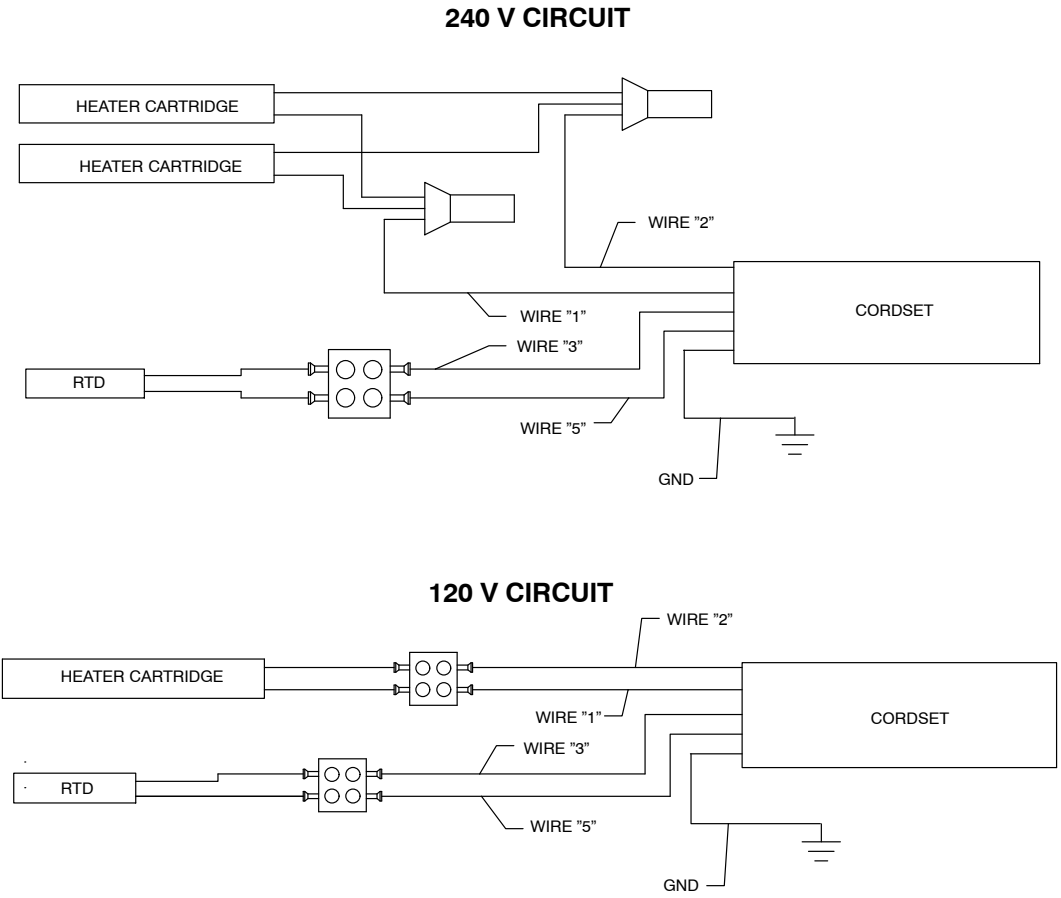 240 V CIRCUIT
HEATER CARTRIDGE
HEATER CARTRIDGE
WIRE ”2”
CORDSET
WIRE ”1”
WIRE ”3”
RTD
WIRE ”5”
GND
120 V CIRCUIT
WIRE ”2”
HEATER CARTRIDGE
WIRE ”1”
CORDSET
WIRE ”3”
RTD
WIRE ”5”
GND